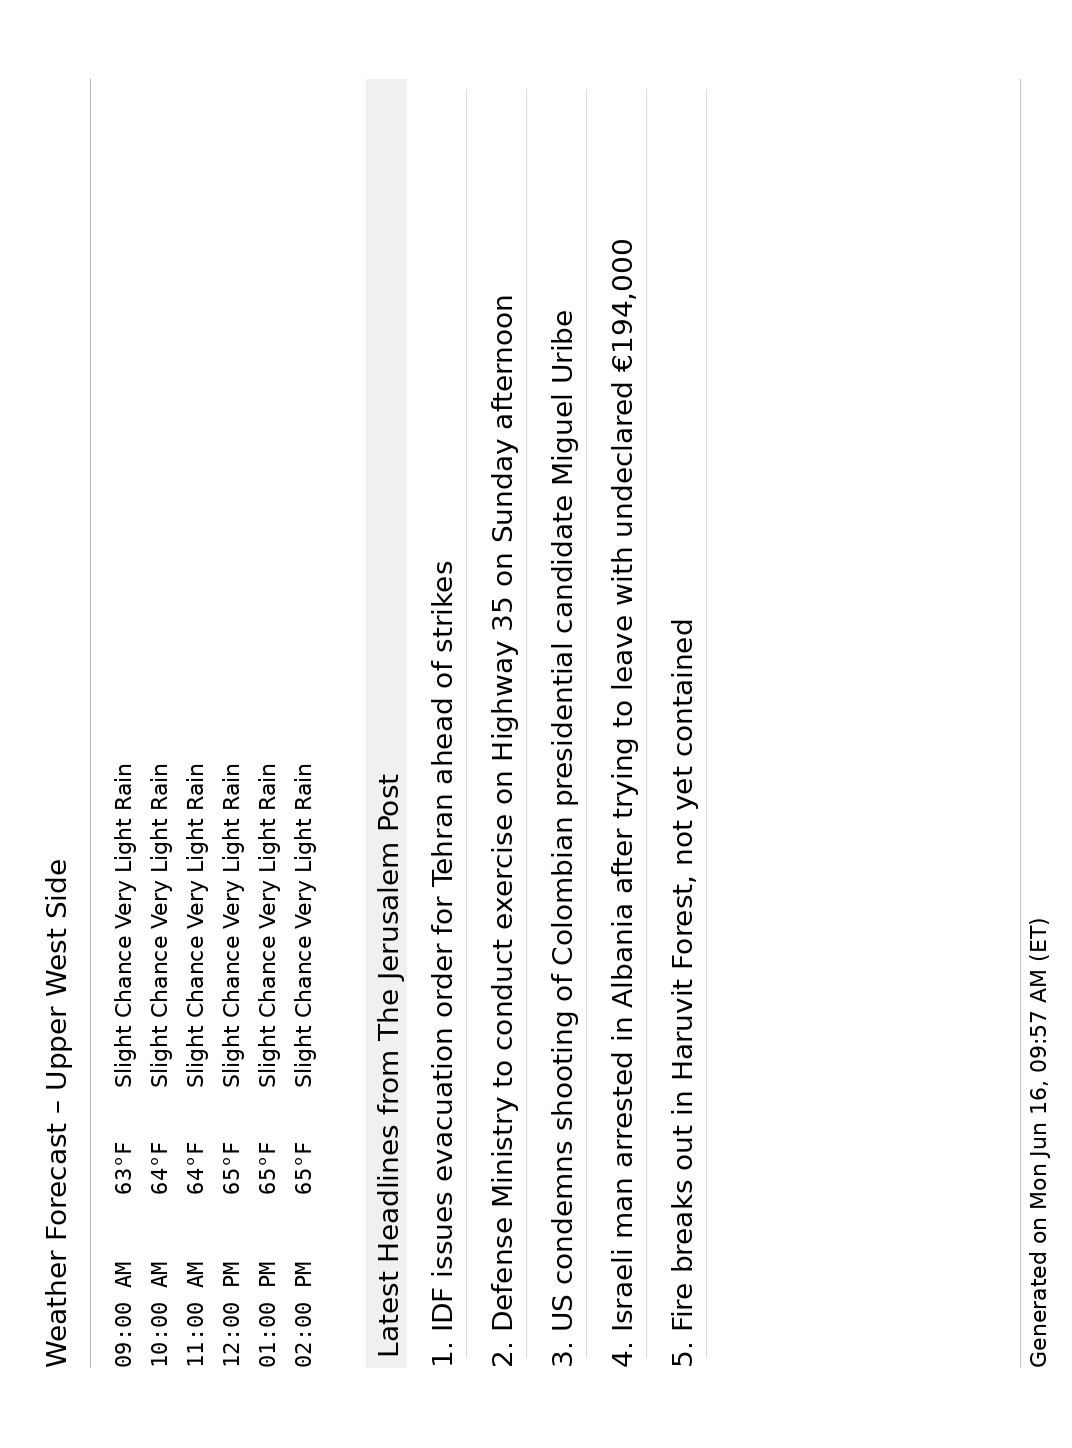 Weather Forecast – Upper West Side
09:00 AM 63°F Slight Chance Very Light Rain
10:00 AM 64°F Slight Chance Very Light Rain
11:00 AM 64°F Slight Chance Very Light Rain
12:00 PM 65°F Slight Chance Very Light Rain
01:00 PM 65°F Slight Chance Very Light Rain
02:00 PM 65°F Slight Chance Very Light Rain
Latest Headlines from The Jerusalem Post
1. IDF issues evacuation order for Tehran ahead of strikes
2. Defense Ministry to conduct exercise on Highway 35 on Sunday afternoon
3. US condemns shooting of Colombian presidential candidate Miguel Uribe
4. Israeli man arrested in Albania after trying to leave with undeclared €194,000
5. Fire breaks out in Haruvit Forest, not yet contained
Generated on Mon Jun 16, 09:57 AM (ET)